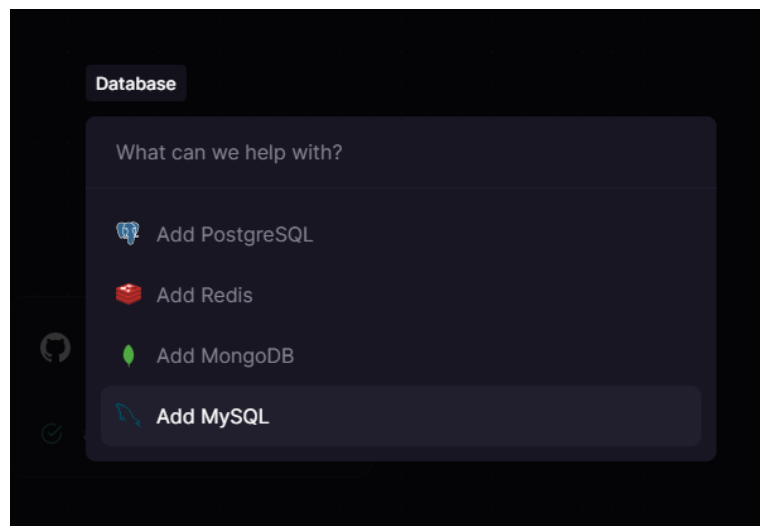 Database
What can we help with?
Add PostgreSQL
Add Redis
Add MongoDB
Add MySQL